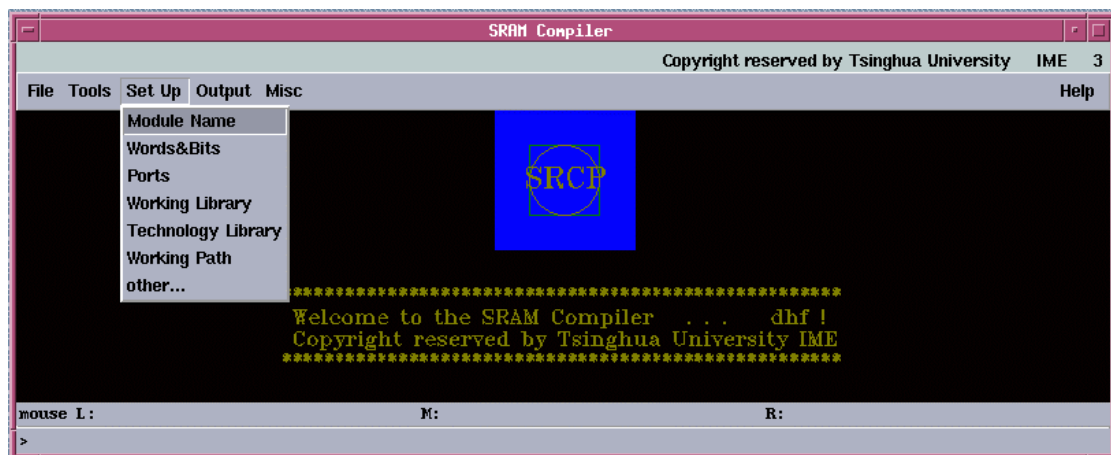 SRAM Compiler
Copyright reserved by Tsinghua University IME 3
File Tools Set Up Output Misc Help
Module Name
Words&Bits
Ports
Working Library
Technology Library
Working Path
other...
SRCP
*****************************************************
Welcome to the SRAM Compiler . . . dhf !
Copyright reserved by Tsinghua University IME
*****************************************************
mouse L: M: R:
>